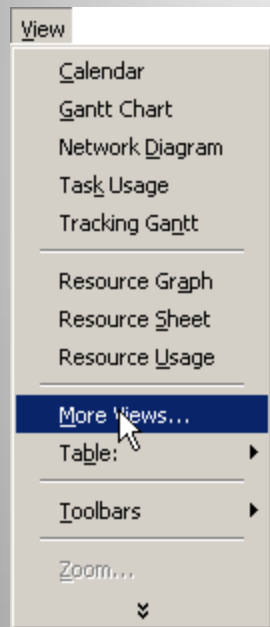 View
Calendar
Gantt Chart
Network Diagram
Task Usage
Tracking Gantt
Resource Graph
Resource Sheet
Resource Usage
More Views...
Table:
Toolbars
Zoom...